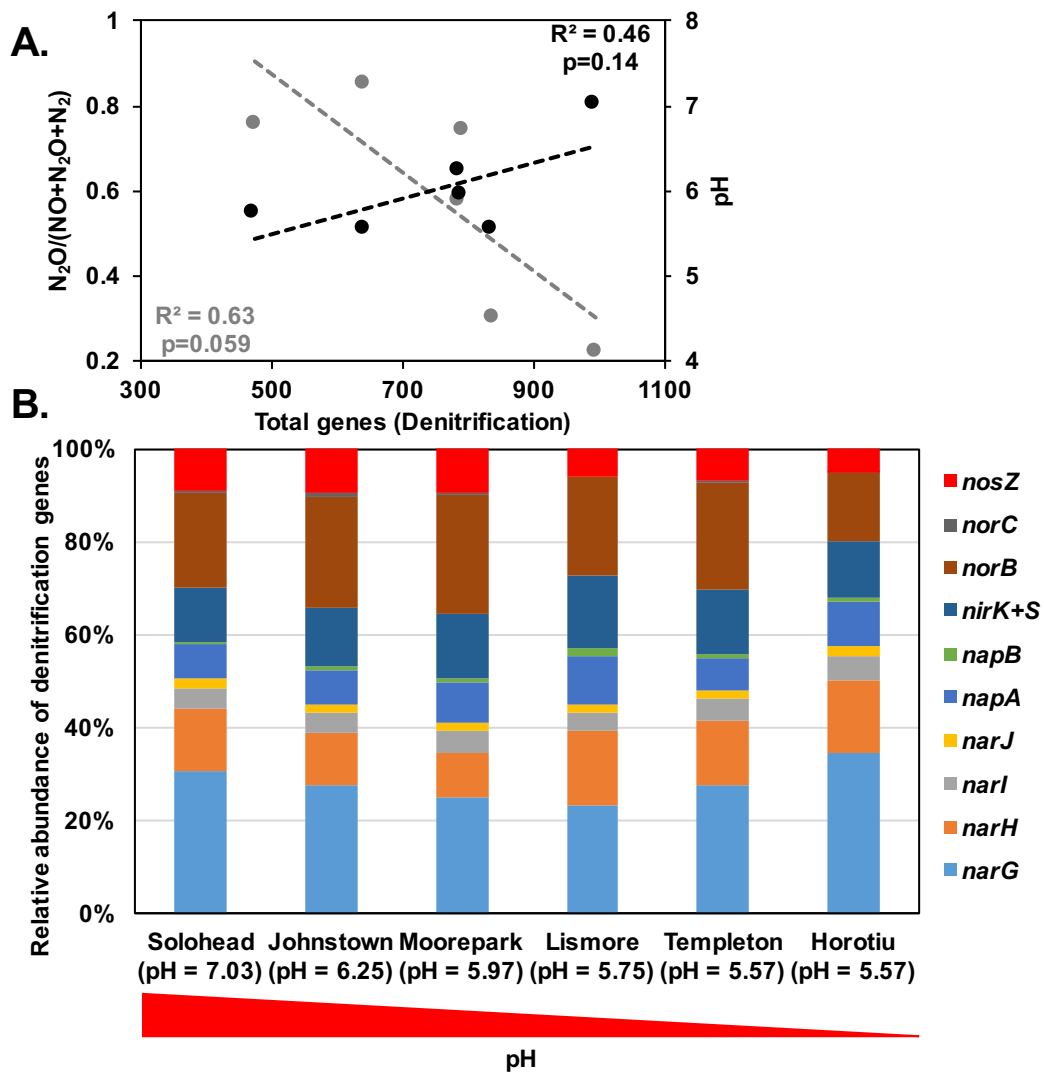 A.
R² = 0.46
p=0.14
N₂O/(NO+N₂O+N₂)
1
0.8
0.6
0.4
0.2
8
7
6
5
4
pH
R² = 0.63
p=0.059
300 500 700 900 1100
Total genes (Denitrification)
B.
Relative abundance of denitrification genes
100%
80%
60%
40%
20%
0%
nosZ
norC
norB
nirK+S
napB
napA
narJ
narI
narH
narG
Solohead Johnstown Moorepark Lismore Templeton Horotiu
(pH = 7.03) (pH = 6.25) (pH = 5.97) (pH = 5.75) (pH = 5.57) (pH = 5.57)
pH